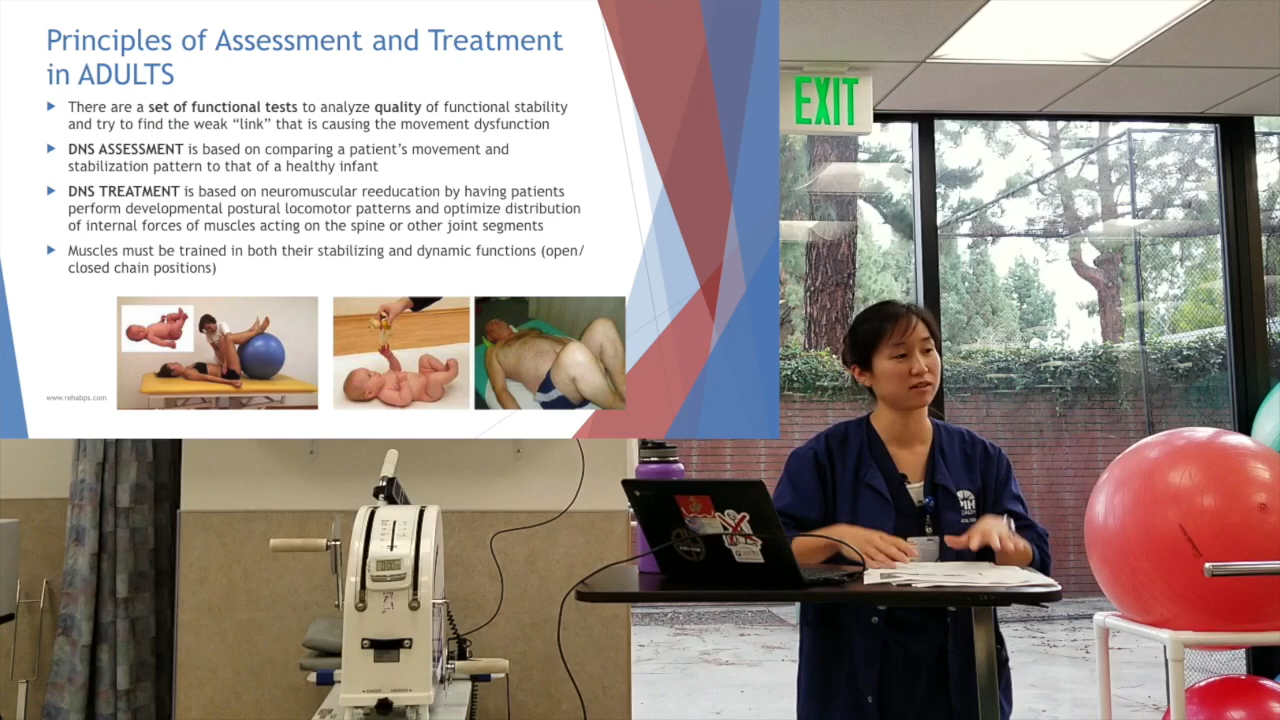 Principles of Assessment and Treatment
in ADULTS
There are a set of functional tests to analyze quality of functional stability
and try to find the weak “link” that is causing the movement dysfunction
DNS ASSESSMENT is based on comparing a patient’s movement and
stabilization pattern to that of a healthy infant
DNS TREATMENT is based on neuromuscular reeducation by having patients
perform developmental postural locomotor patterns and optimize distribution
of internal forces of muscles acting on the spine or other joint segments
Muscles must be trained in both their stabilizing and dynamic functions (open/
closed chain positions)
www.rehabps.com
EXIT
PIH